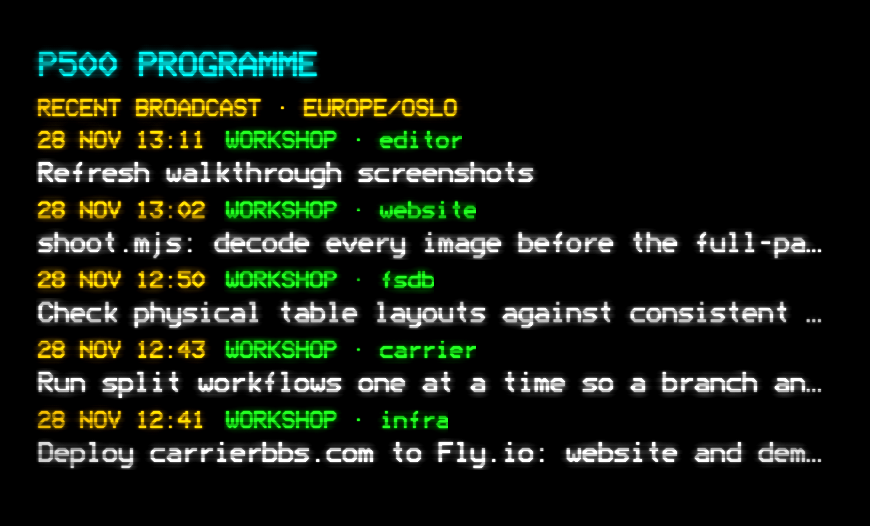 P500 PROGRAMME
RECENT BROADCAST · EUROPE/OSLO
28 NOV 13:11 WORKSHOP · editor
Refresh walkthrough screenshots
28 NOV 13:02 WORKSHOP · website
shoot.mjs: decode every image before the full-pa…
28 NOV 12:50 WORKSHOP · fsdb
Check physical table layouts against consistent …
28 NOV 12:43 WORKSHOP · carrier
Run split workflows one at a time so a branch an…
28 NOV 12:41 WORKSHOP · infra
Deploy carrierbbs.com to Fly.io: website and dem…